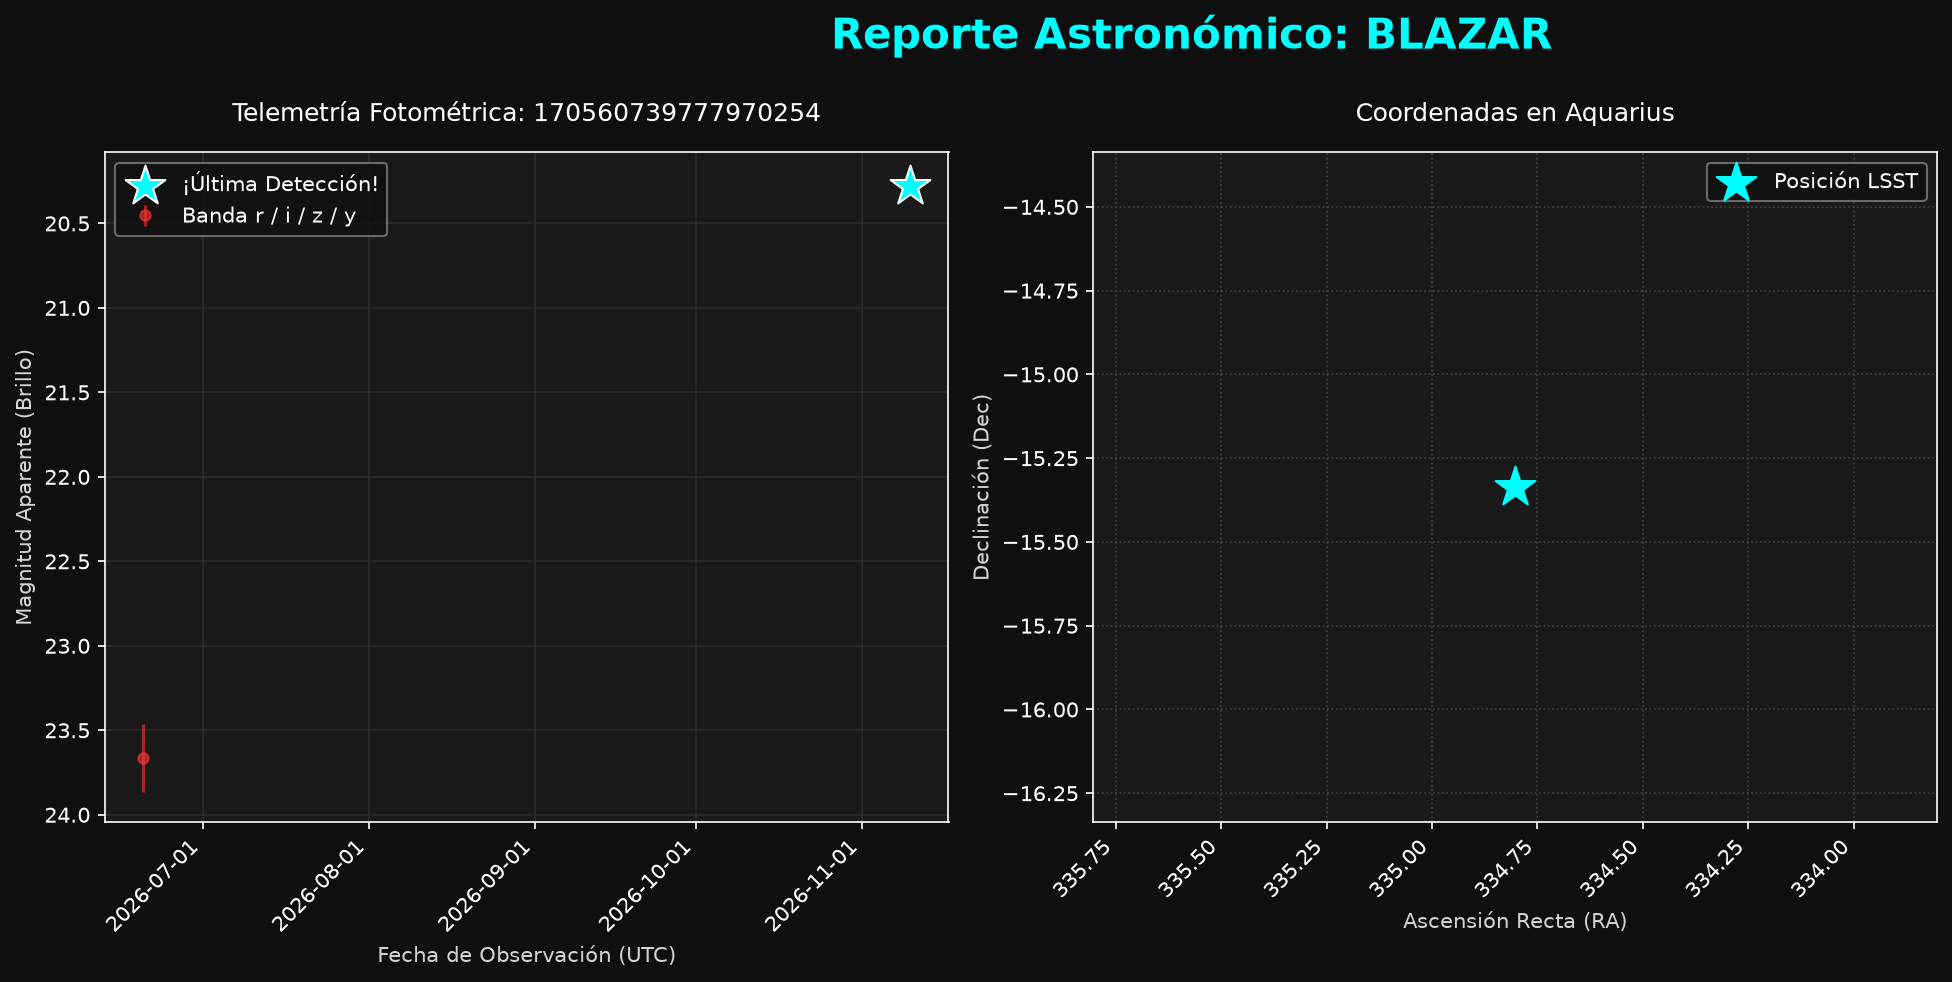 Reporte Astronómico: BLAZAR
Telemetría Fotométrica: 170560739777970254
¡Última Detección!
Banda r / i / z / y
Magnitud Aparente (Brillo)
20.5
21.0
21.5
22.0
22.5
23.0
23.5
24.0
2026-07-01
2026-08-01
2026-09-01
2026-10-01
2026-11-01
Fecha de Observación (UTC)
Coordenadas en Aquarius
Posición LSST
Declinación (Dec)
−14.50
−14.75
−15.00
−15.25
−15.50
−15.75
−16.00
−16.25
335.75
335.50
335.25
335.00
334.75
334.50
334.25
334.00
Ascensión Recta (RA)